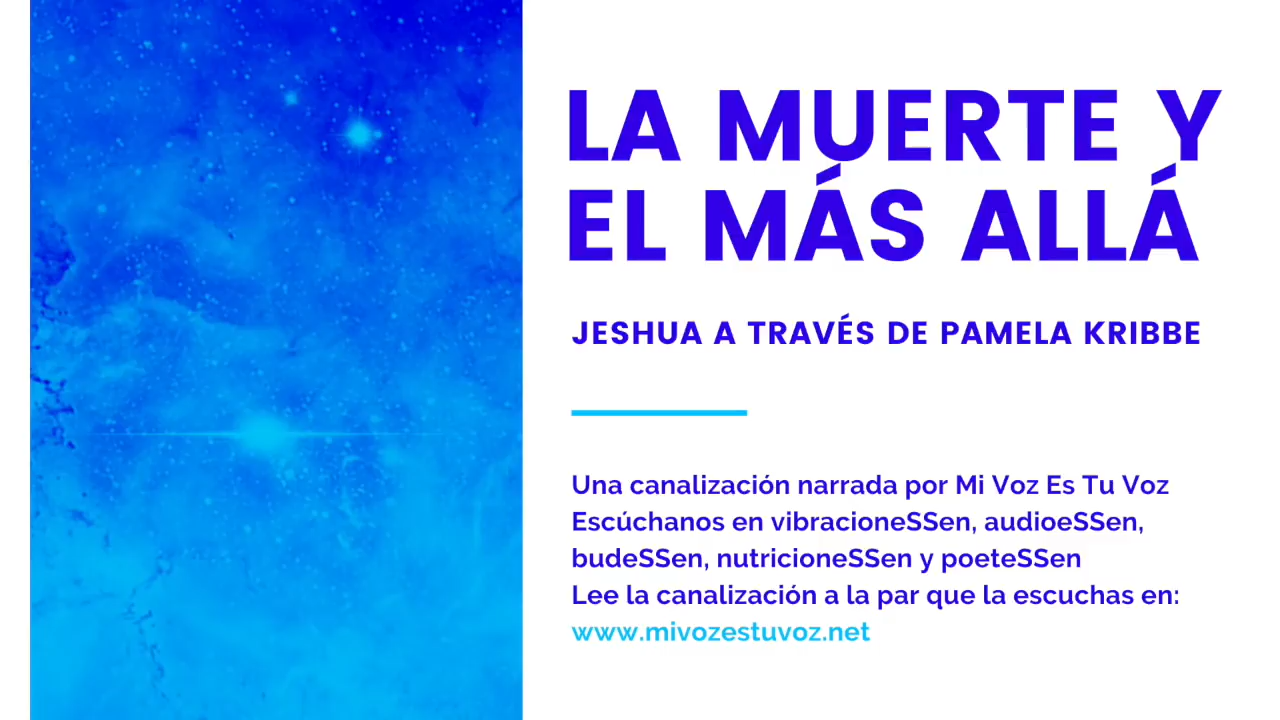 LA MUERTE Y
EL MÁS ALLÁ
JESHUA A TRAVÉS DE PAMELA KRIBBE
Una canalización narrada por Mi Voz Es Tu Voz
Escúchanos en vibracioneSSen, audioeSSen,
budeSSen, nutricioneSSen y poeteSSen
Lee la canalización a la par que la escuchas en:
www.mivozestuvoz.net